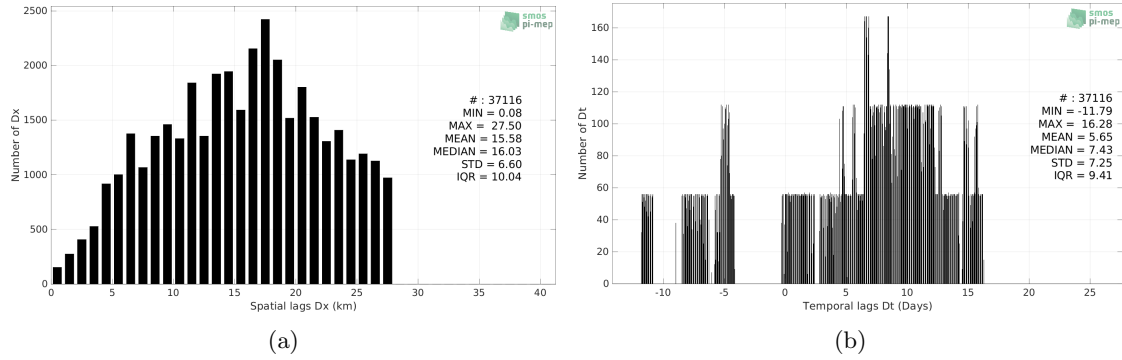 2500
2000
1500
1000
500
0
0 5 10 15 20 25 30 35 40
Number of Dx
Spatial lags Dx (km)
smos
pi-mep
# : 37116
MIN = 0.08
MAX = 27.50
MEAN = 15.58
MEDIAN = 16.03
STD = 6.60
IQR = 10.04
(a)
160
140
120
100
80
60
40
20
0
-10 -5 0 5 10 15 20 25
Number of Dt
Temporal lags Dt (Days)
smos
pi-mep
# : 37116
MIN = -11.79
MAX = 16.28
MEAN = 5.65
MEDIAN = 7.43
STD = 7.25
IQR = 9.41
(b)